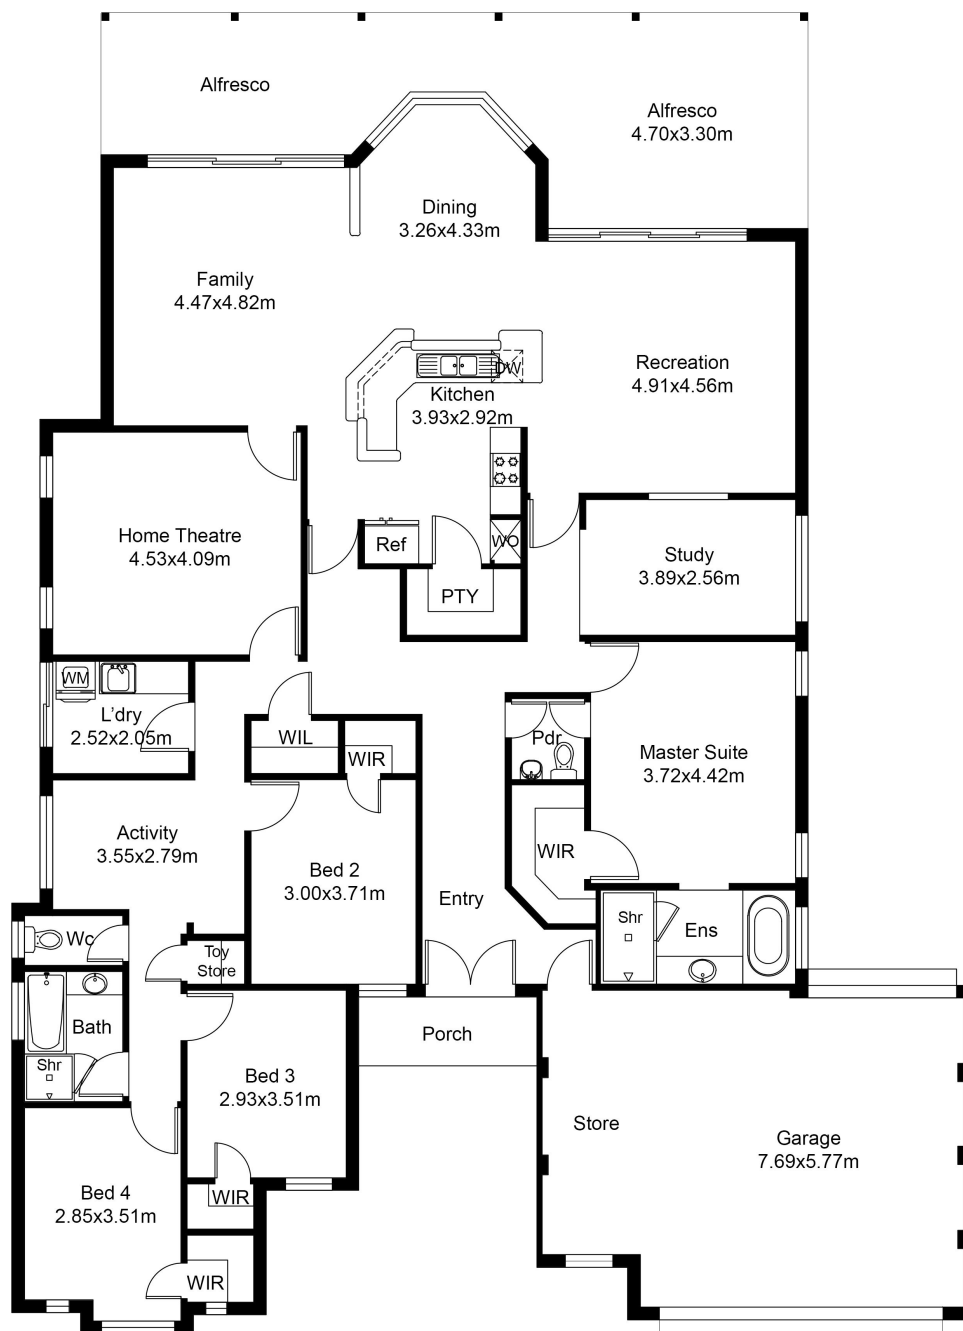 Alfresco
Alfresco
4.70x3.30m
Dining
3.26x4.33m
Family
4.47x4.82m
Recreation
4.91x4.56m
DW
Kitchen
3.93x2.92m
Home Theatre
4.53x4.09m
Ref
WO
Study
3.89x2.56m
PTY
WM
L'dry
2.52x2.05m
WIL
WIR
Pdr
Master Suite
3.72x4.42m
Activity
3.55x2.79m
Bed 2
3.00x3.71m
WIR
Entry
Shr
Ens
Wc
Toy
Store
Bath
Porch
Shr
Bed 3
2.93x3.51m
Store
Garage
7.69x5.77m
Bed 4
2.85x3.51m
WIR
WIR